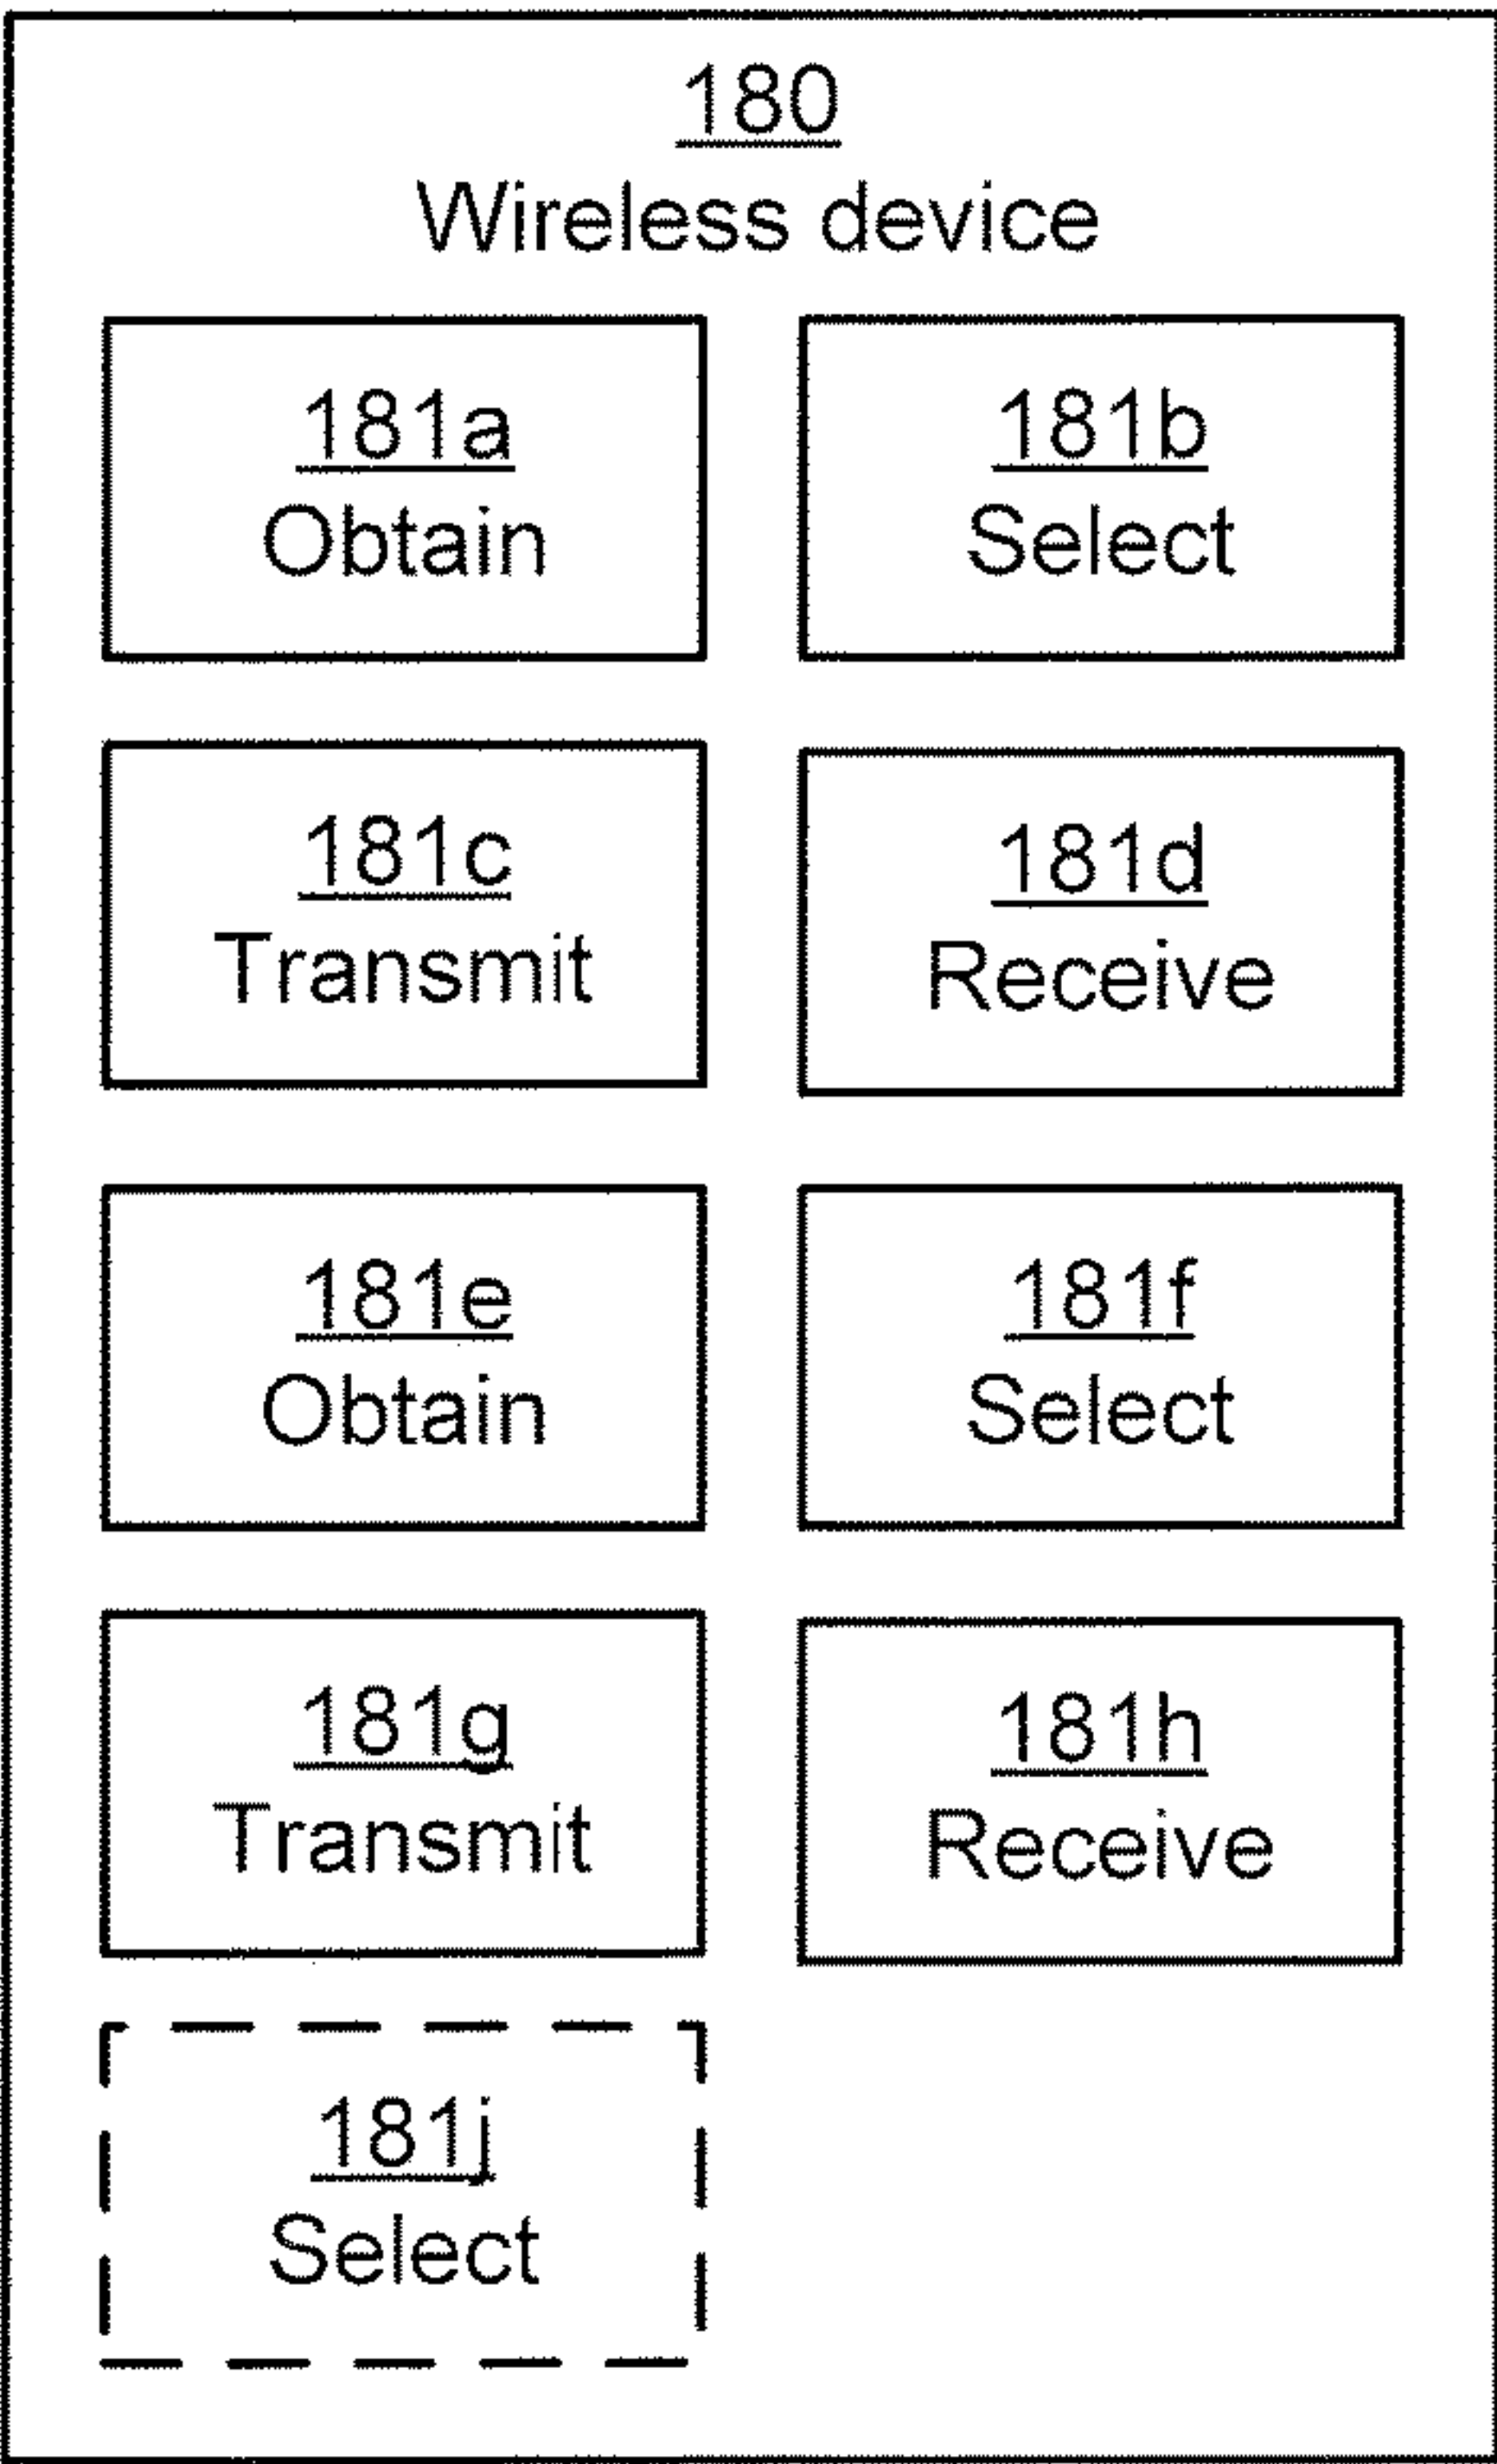 180
Wireless device
181a
Obtain
181b
Select
181c
Transmit
181d
Receive
181e
Obtain
181f
Select
181g
Transmit
181h
Receive
181j
Select